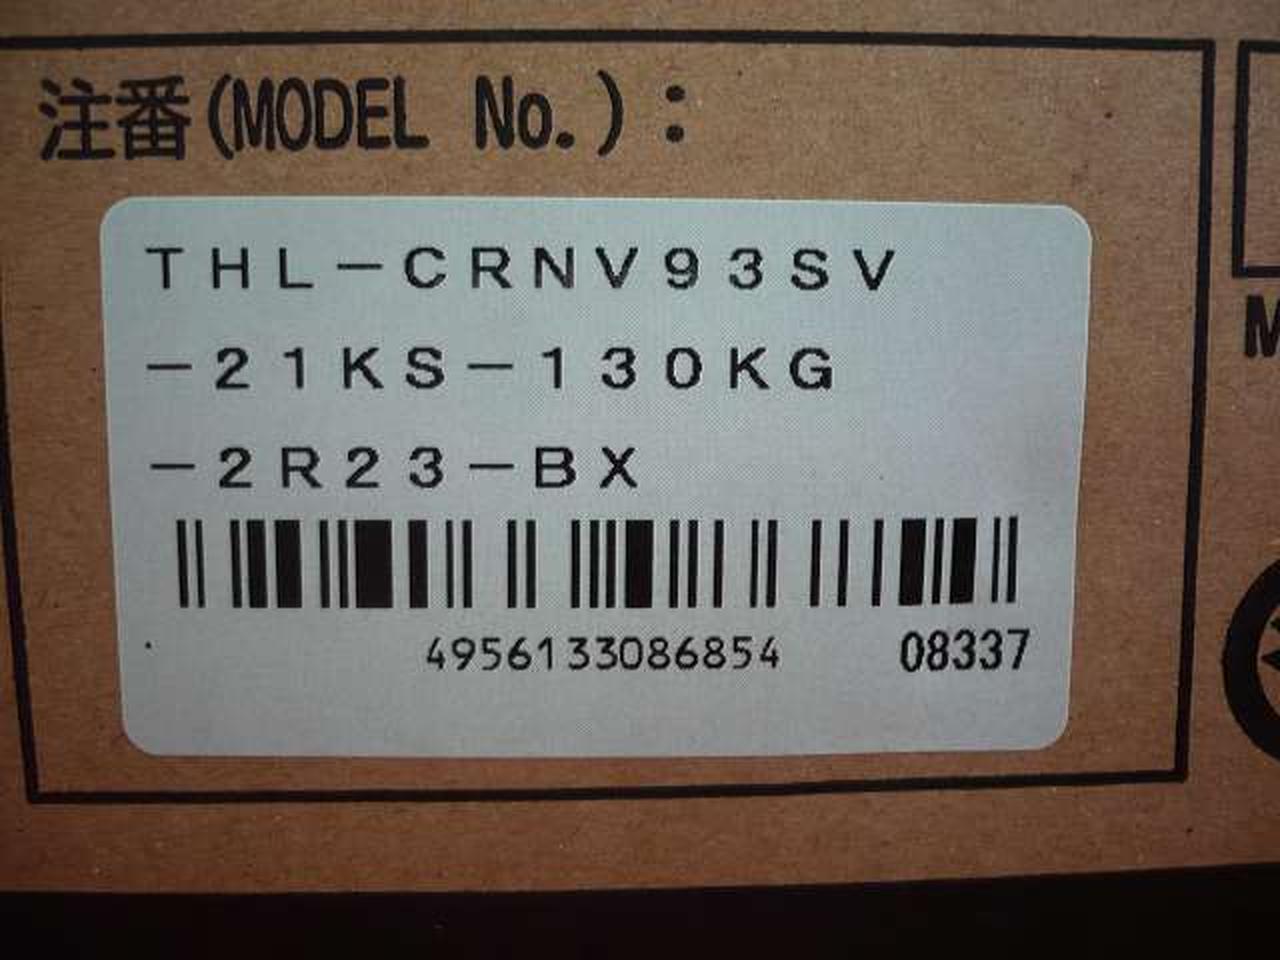 注番(MODEL No.):
THL-CRNV93SV
-21KS-130KG
-2R23-BX
4956133086854 08337
M